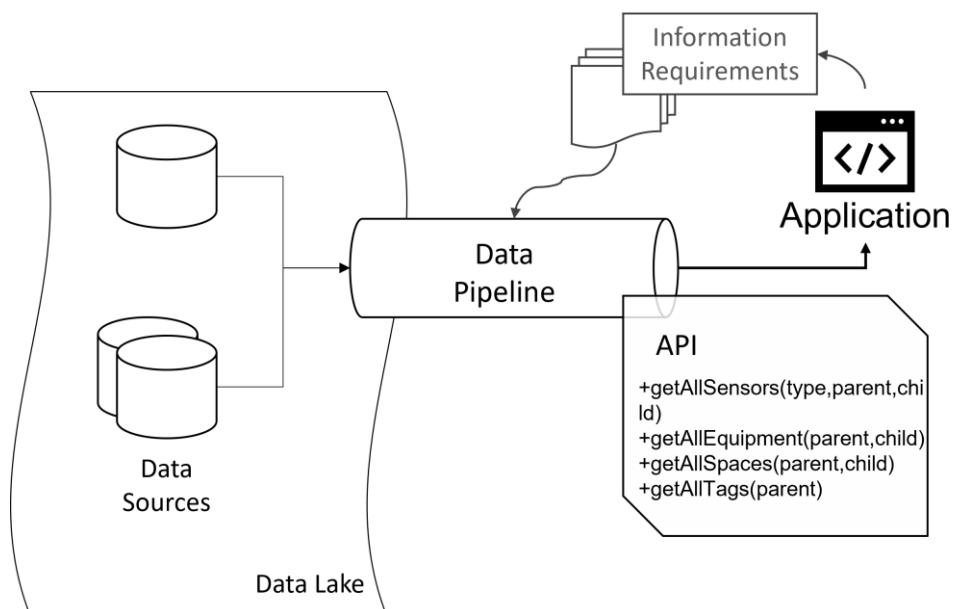 Information
Requirements
</>
Application
Data
Pipeline
API
+getAllSensors(type,parent,chi
ld)
+getAllEquipment(parent,child)
+getAllSpaces(parent,child)
+getAllTags(parent)
Data
Sources
Data Lake